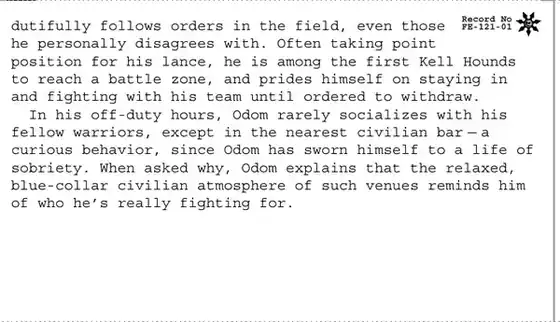 dutifully follows orders in the field, even those
Record No
FE-121-01
he personally disagrees with. Often taking point
position for his lance, he is among the first Kell Hounds
to reach a battle zone, and prides himself on staying in
and fighting with his team until ordered to withdraw.
In his off-duty hours, Odom rarely socializes with his
fellow warriors, except in the nearest civilian bar—a
curious behavior, since Odom has sworn himself to a life of
sobriety. When asked why, Odom explains that the relaxed,
blue-collar civilian atmosphere of such venues reminds him
of who he's really fighting for.